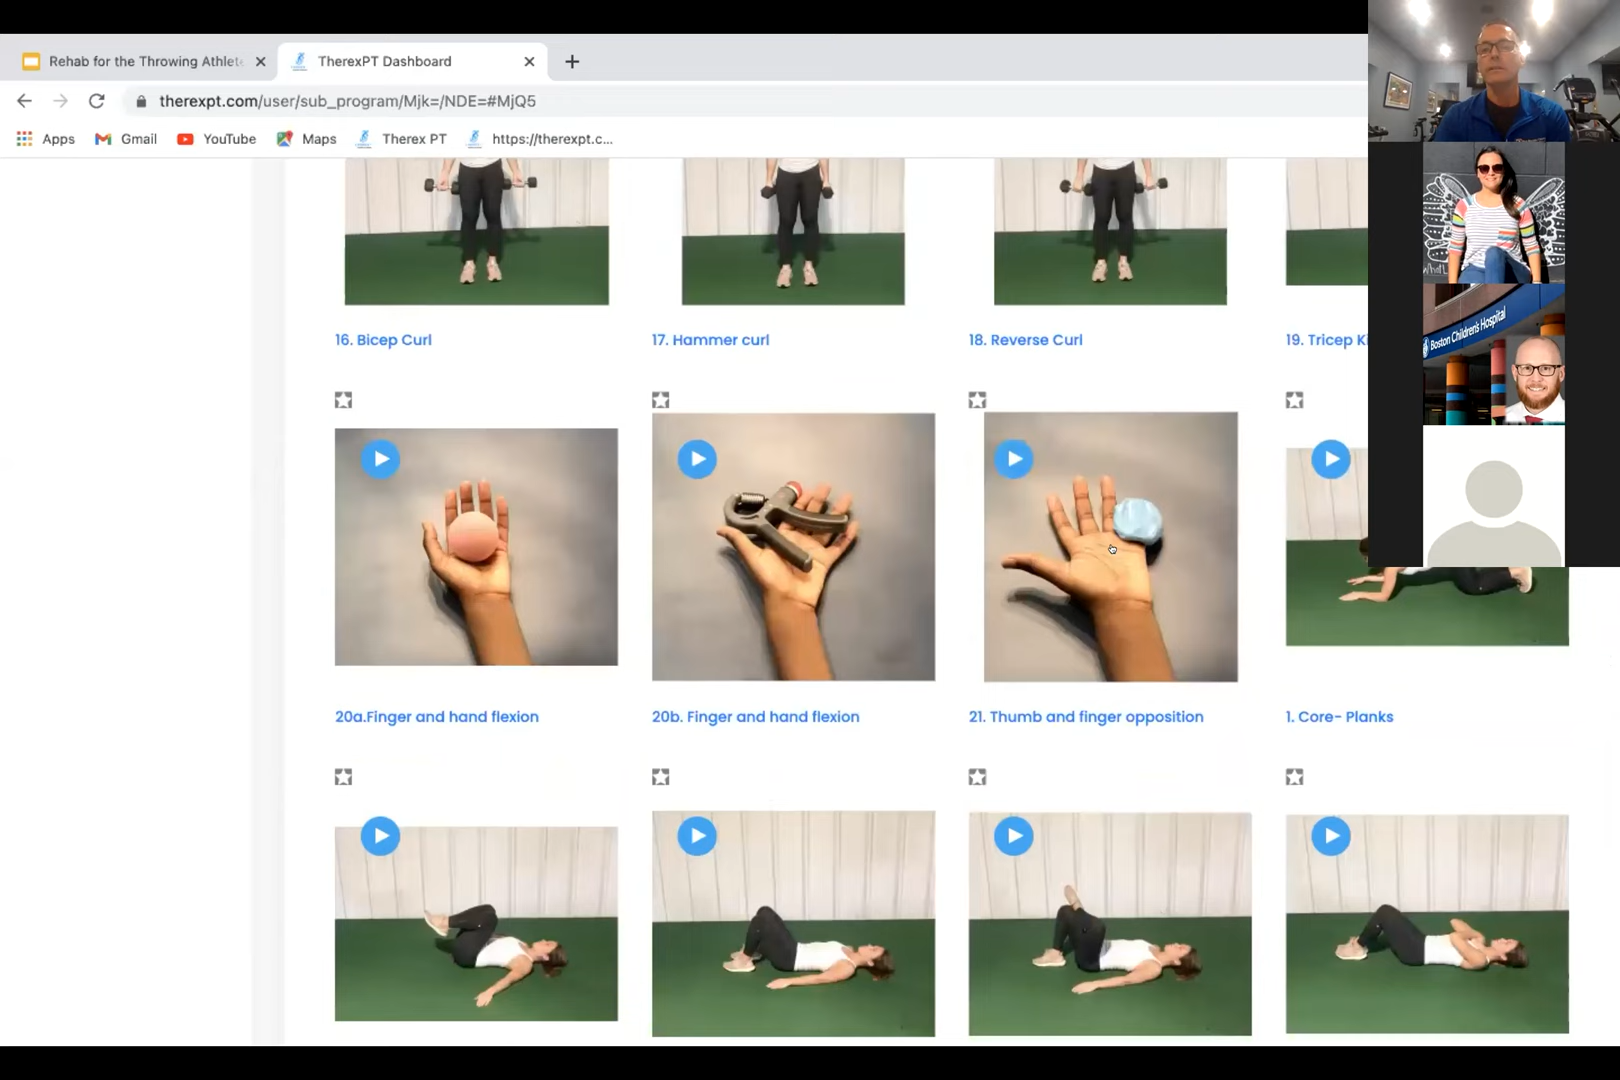 Rehab for the Throwing Athlet
TherexPT Dashboard
therexpt.com/user/sub_program/Mjk=/NDE=#MjQ5
Apps
Gmail
YouTube
Maps
Therex PT
https://therexpt.c...
Boston Children's Hospital
16. Bicep Curl
17. Hammer curl
18. Reverse Curl
19. Tricep Ki
20a.Finger and hand flexion
20b. Finger and hand flexion
21. Thumb and finger opposition
1. Core- Planks